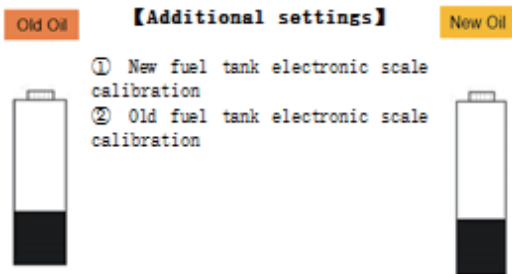 Old Oil
【Additional settings】
New Oil
① New fuel tank electronic scale
calibration
② Old fuel tank electronic scale
calibration